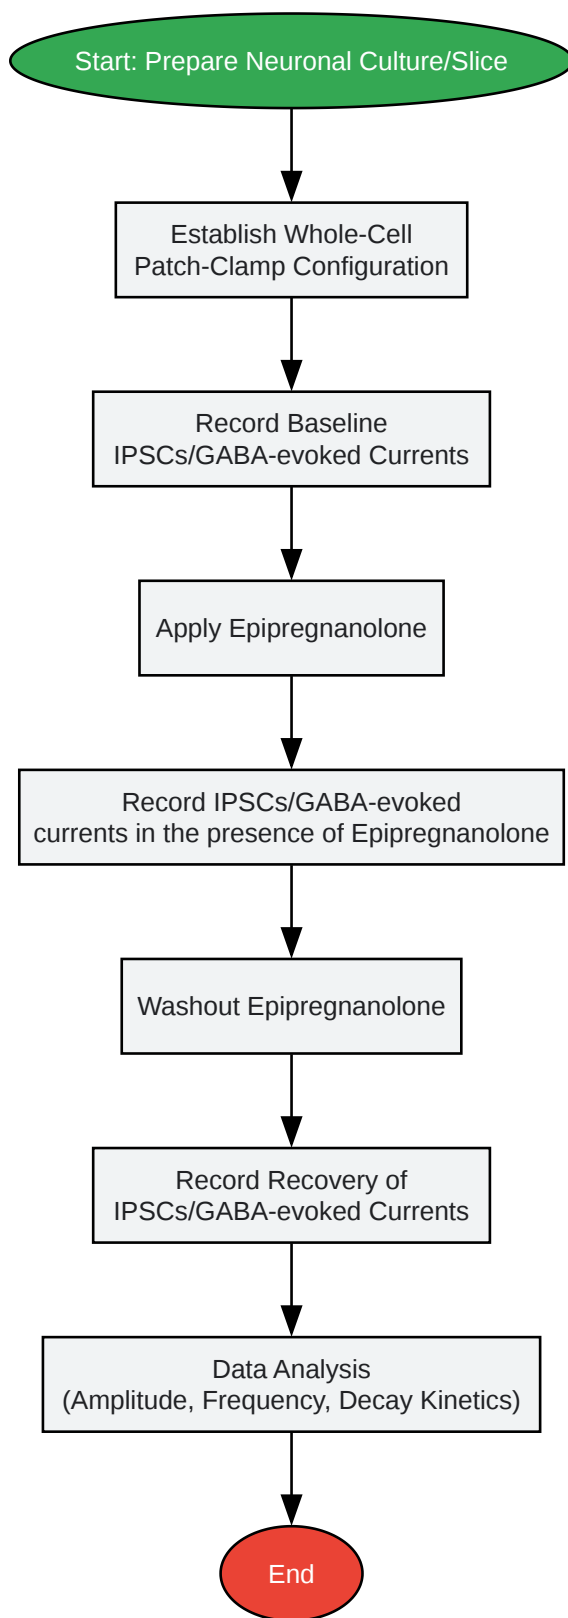 Start: Prepare Neuronal Culture/Slice
Establish Whole-Cell
Patch-Clamp Configuration
Record Baseline
IPSCs/GABA-evoked Currents
Apply Epipregnanolone
Record IPSCs/GABA-evoked
currents in the presence of Epipregnanolone
Washout Epipregnanolone
Record Recovery of
IPSCs/GABA-evoked Currents
Data Analysis
(Amplitude, Frequency, Decay Kinetics)
End